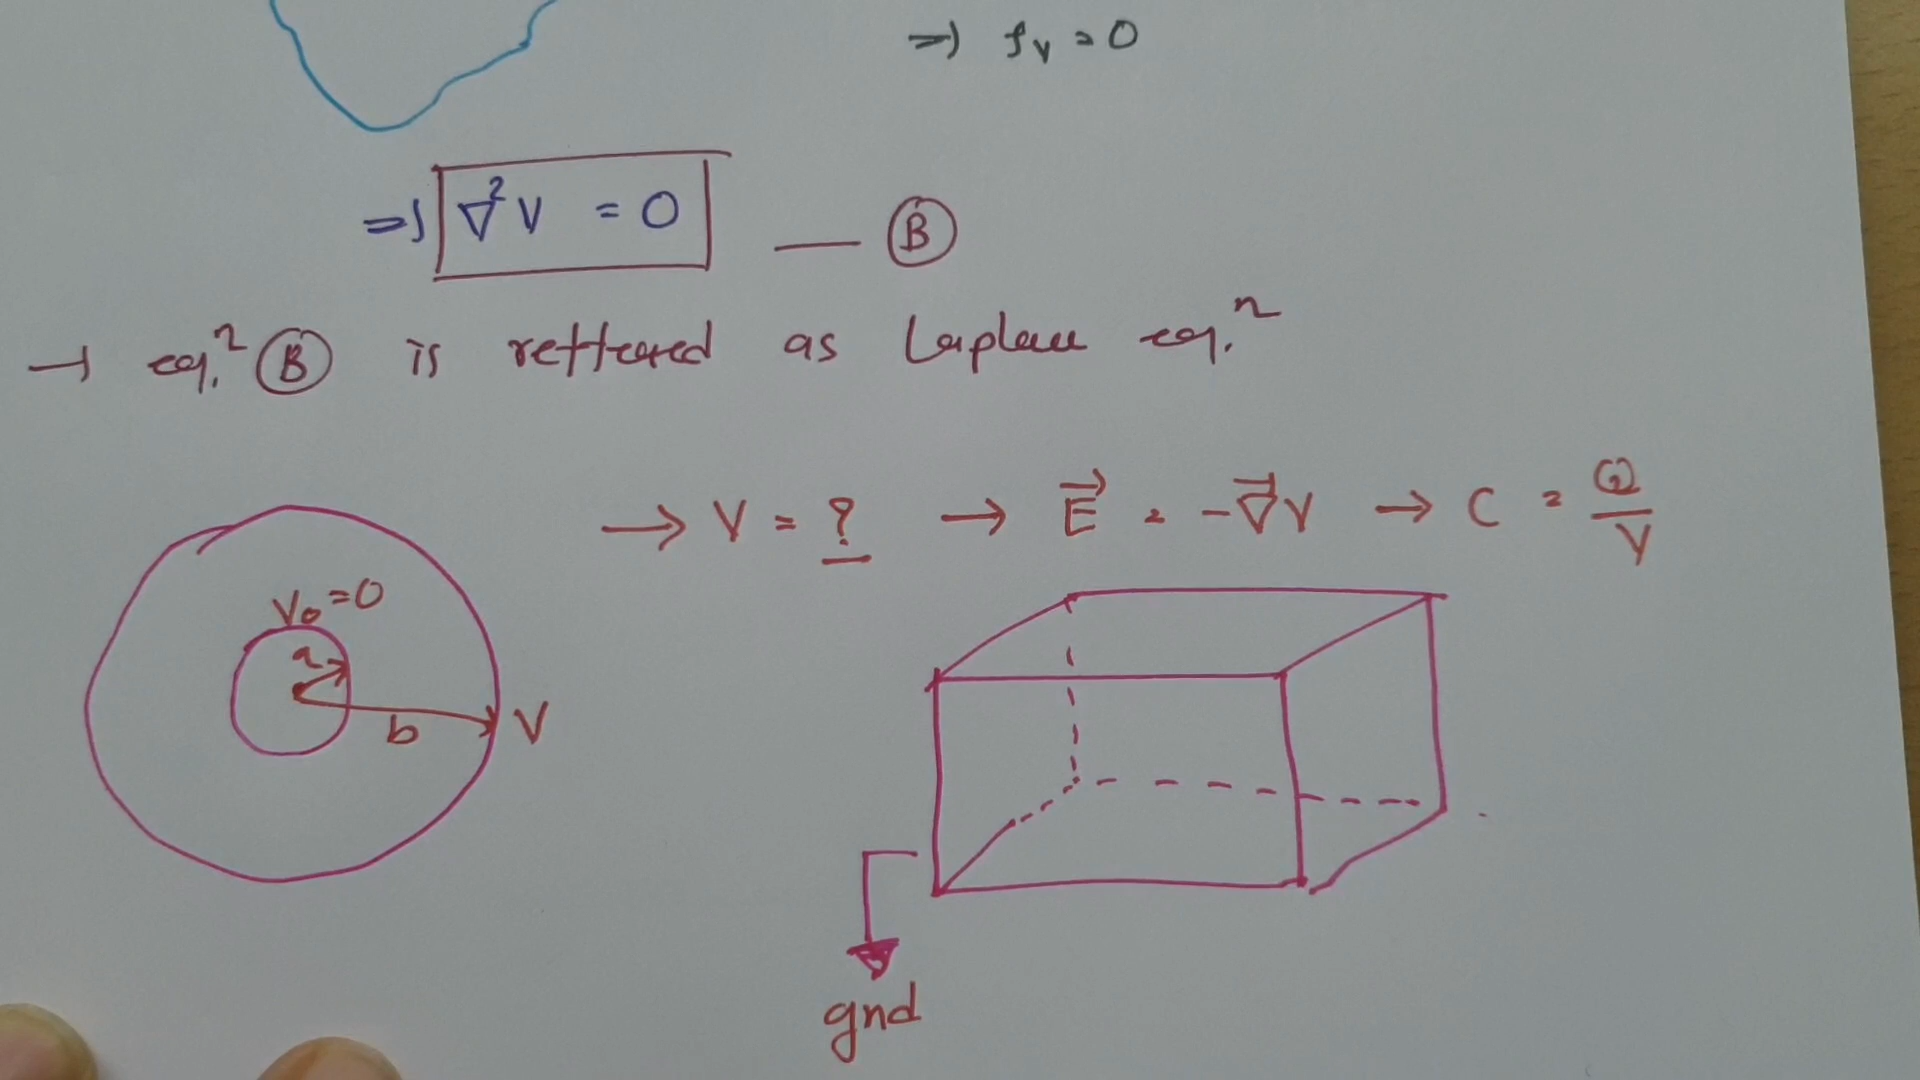 ⇒ ρv = 0
⇒ ∇²V = 0 — Ⓑ
→ eq.ⁿ Ⓑ is reffered as Laplace eq.ⁿ
→ V = ? → E⃗ = -∇⃗V → C = Q/V
V₀=0
a
b V
gnd